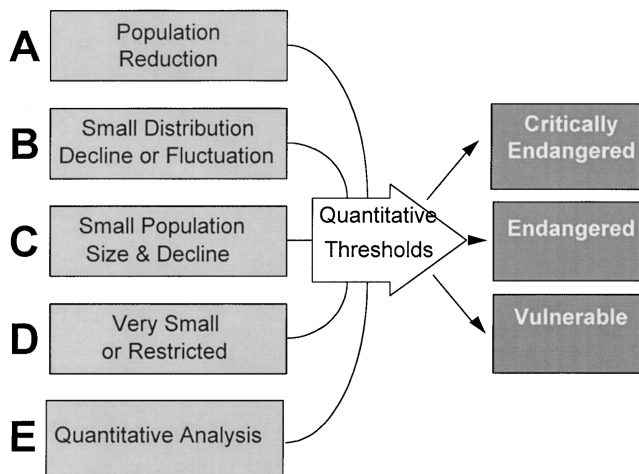 A
Population
Reduction
B
Small Distribution
Decline or Fluctuation
C
Small Population
Size & Decline
D
Very Small
or Restricted
E
Quantitative Analysis
Quantitative
Thresholds
Critically
Endangered
Endangered
Vulnerable